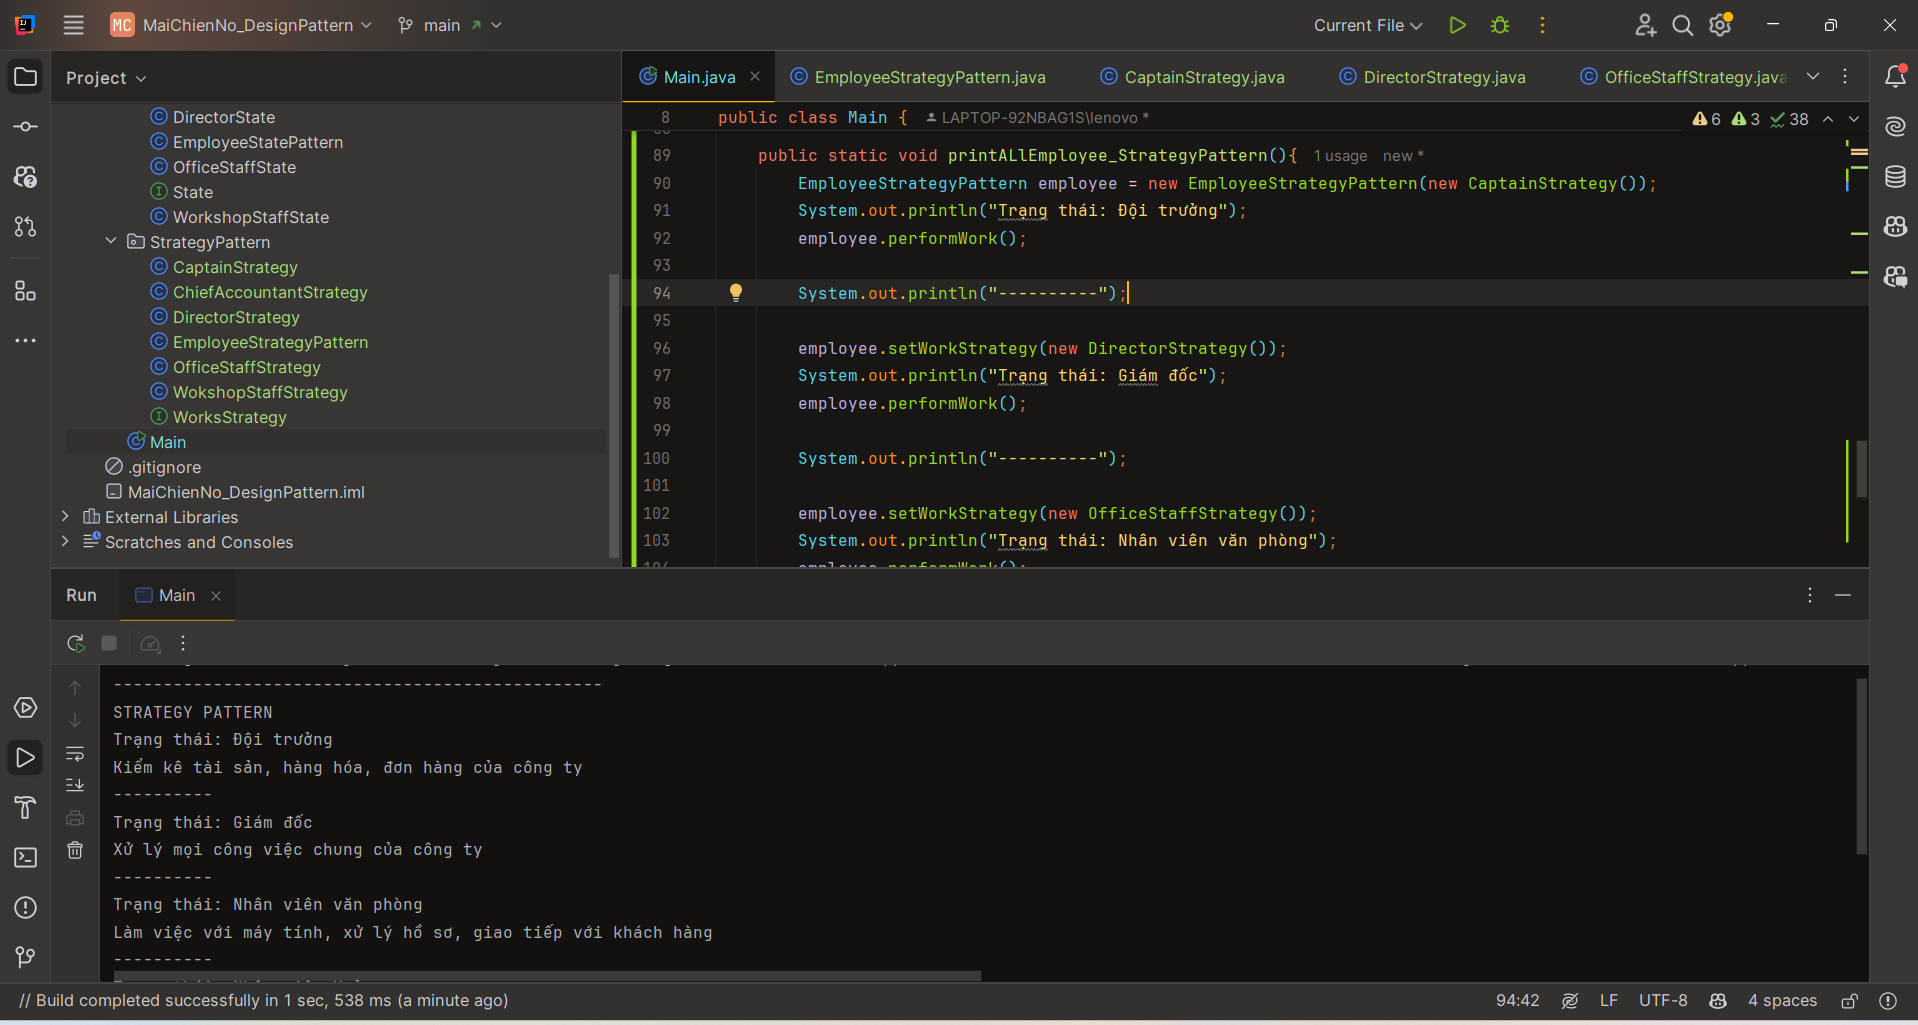 MC MaiChienNo_DesignPattern main Current File
Project
DirectorState
EmployeeStatePattern
OfficeStaffState
State
WorkshopStaffState
StrategyPattern
CaptainStrategy
ChiefAccountantStrategy
DirectorStrategy
EmployeeStrategyPattern
OfficeStaffStrategy
WokshopStaffStrategy
WorksStrategy
Main
.gitignore
MaiChienNo_DesignPattern.iml
External Libraries
Scratches and Consoles
Main.java EmployeeStrategyPattern.java CaptainStrategy.java DirectorStrategy.java OfficeStaffStrategy.java
8 public class Main { LAPTOP-92NBAG1S\lenovo * 6 3 38
89 public static void printALlEmployee_StrategyPattern(){ 1 usage new *
90 EmployeeStrategyPattern employee = new EmployeeStrategyPattern(new CaptainStrategy());
91 System.out.println("Trạng thái: Đội trưởng");
92 employee.performWork();
93
94 System.out.println("----------");
95
96 employee.setWorkStrategy(new DirectorStrategy());
97 System.out.println("Trạng thái: Giám đốc");
98 employee.performWork();
99
100 System.out.println("----------");
101
102 employee.setWorkStrategy(new OfficeStaffStrategy());
103 System.out.println("Trạng thái: Nhân viên văn phòng");
104 employee.performWork();
Run Main
-------------------------------------------------
STRATEGY PATTERN
Trạng thái: Đội trưởng
Kiểm kê tài sản, hàng hóa, đơn hàng của công ty
----------
Trạng thái: Giám đốc
Xử lý mọi công việc chung của công ty
----------
Trạng thái: Nhân viên văn phòng
Làm việc với máy tính, xử lý hồ sơ, giao tiếp với khách hàng
----------
// Build completed successfully in 1 sec, 538 ms (a minute ago) 94:42 LF UTF-8 4 spaces